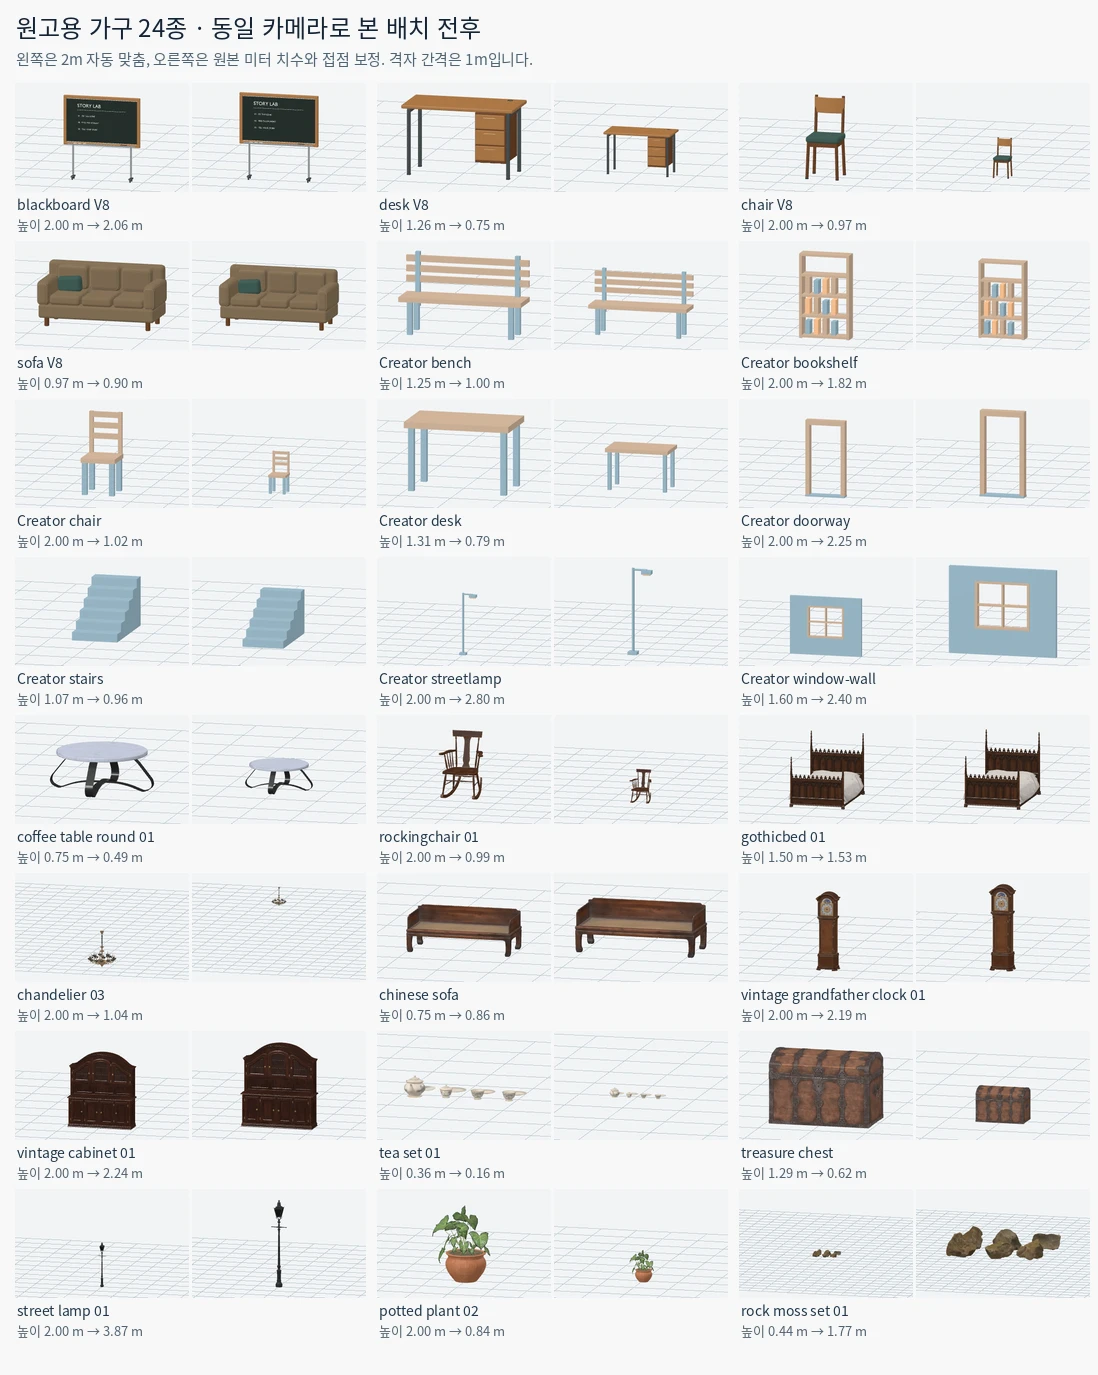 원고용 가구 24종 · 동일 카메라로 본 배치 전후
왼쪽은 2m 자동 맞춤, 오른쪽은 원본 미터 치수와 접점 보정. 격자 간격은 1m입니다.
STORY LAB
STORY LAB
blackboard V8
높이 2.00 m → 2.06 m
desk V8
높이 1.26 m → 0.75 m
chair V8
높이 2.00 m → 0.97 m
sofa V8
높이 0.97 m → 0.90 m
Creator bench
높이 1.25 m → 1.00 m
Creator bookshelf
높이 2.00 m → 1.82 m
Creator chair
높이 2.00 m → 1.02 m
Creator desk
높이 1.31 m → 0.79 m
Creator doorway
높이 2.00 m → 2.25 m
Creator stairs
높이 1.07 m → 0.96 m
Creator streetlamp
높이 2.00 m → 2.80 m
Creator window-wall
높이 1.60 m → 2.40 m
coffee table round 01
높이 0.75 m → 0.49 m
rockingchair 01
높이 2.00 m → 0.99 m
gothicbed 01
높이 1.50 m → 1.53 m
chandelier 03
높이 2.00 m → 1.04 m
chinese sofa
높이 0.75 m → 0.86 m
vintage grandfather clock 01
높이 2.00 m → 2.19 m
vintage cabinet 01
높이 2.00 m → 2.24 m
tea set 01
높이 0.36 m → 0.16 m
treasure chest
높이 1.29 m → 0.62 m
street lamp 01
높이 2.00 m → 3.87 m
potted plant 02
높이 2.00 m → 0.84 m
rock moss set 01
높이 0.44 m → 1.77 m